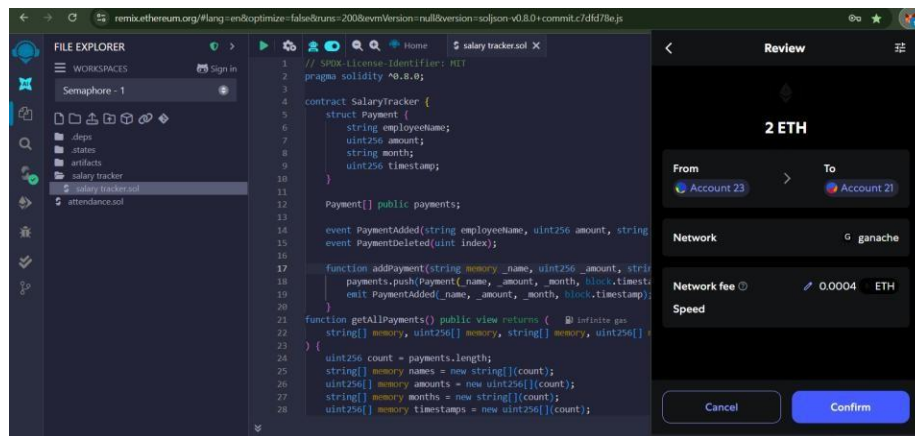 remix.ethereum.org/#lang=en&optimize=false&runs=200&evmVersion=null&version=soljson-v0.8.0+commit.c7dfd78e.js
FILE EXPLORER
WORKSPACES
Sign in
Semaphore - 1
.deps
.states
artifacts
salary tracker
salary tracker.sol
attendance.sol
Home
salary tracker.sol
1 // SPDX-License-Identifier: MIT
2 pragma solidity ^0.8.0;
3
4 contract SalaryTracker {
5 struct Payment {
6 string employeeName;
7 uint256 amount;
8 string month;
9 uint256 timestamp;
10 }
11
12 Payment[] public payments;
13
14 event PaymentAdded(string employeeName, uint256 amount, string
15 event PaymentDeleted(uint index);
16
17 function addPayment(string memory _name, uint256 _amount, stri
18 payments.push(Payment(_name, _amount, _month, block.timesta
19 emit PaymentAdded(_name, _amount, _month, block.timestamp);
20 }
21 function getAllPayments() public view returns ( infinite gas
22 string[] memory, uint256[] memory, string[] memory, uint256[]
23 ) {
24 uint256 count = payments.length;
25 string[] memory names = new string[](count);
26 uint256[] memory amounts = new uint256[](count);
27 string[] memory months = new string[](count);
28 uint256[] memory timestamps = new uint256[](count);
Review
2 ETH
From
To
Account 23
Account 21
Network
G ganache
Network fee
0.0004 ETH
Speed
Cancel
Confirm